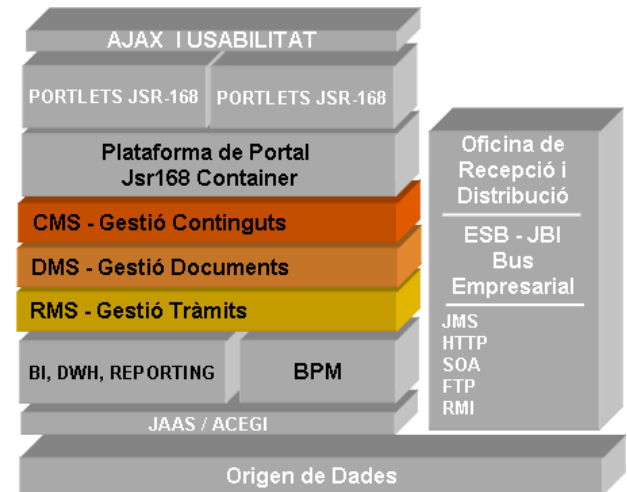 AJAX I USABILITAT
PORTLETS JSR-168
PORTLETS JSR-168
Plataforma de Portal
Jsr168 Container
CMS - Gestió Continguts
DMS - Gestió Documents
RMS - Gestió Tràmits
BI, DWH, REPORTING
BPM
JAAS / ACEGI
Oficina de
Recepció i
Distribució
ESB - JBI
Bus
Empresarial
JMS
HTTP
SOA
FTP
RMI
Origen de Dades